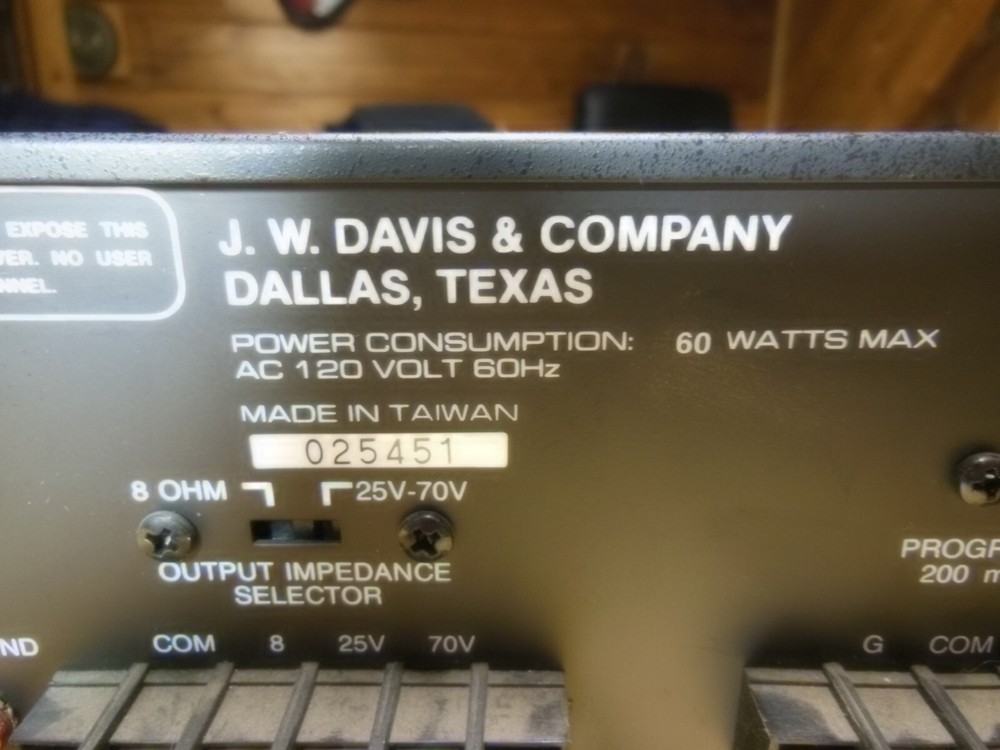 EXPOSE THIS
VER. NO USER
NNEL.
J. W. DAVIS & COMPANY
DALLAS, TEXAS
POWER CONSUMPTION: 60 WATTS MAX
AC 120 VOLT 60Hz
MADE IN TAIWAN
025451
8 OHM 25V-70V
OUTPUT IMPEDANCE
SELECTOR
PROGR
200 m
ND COM 8 25V 70V G COM